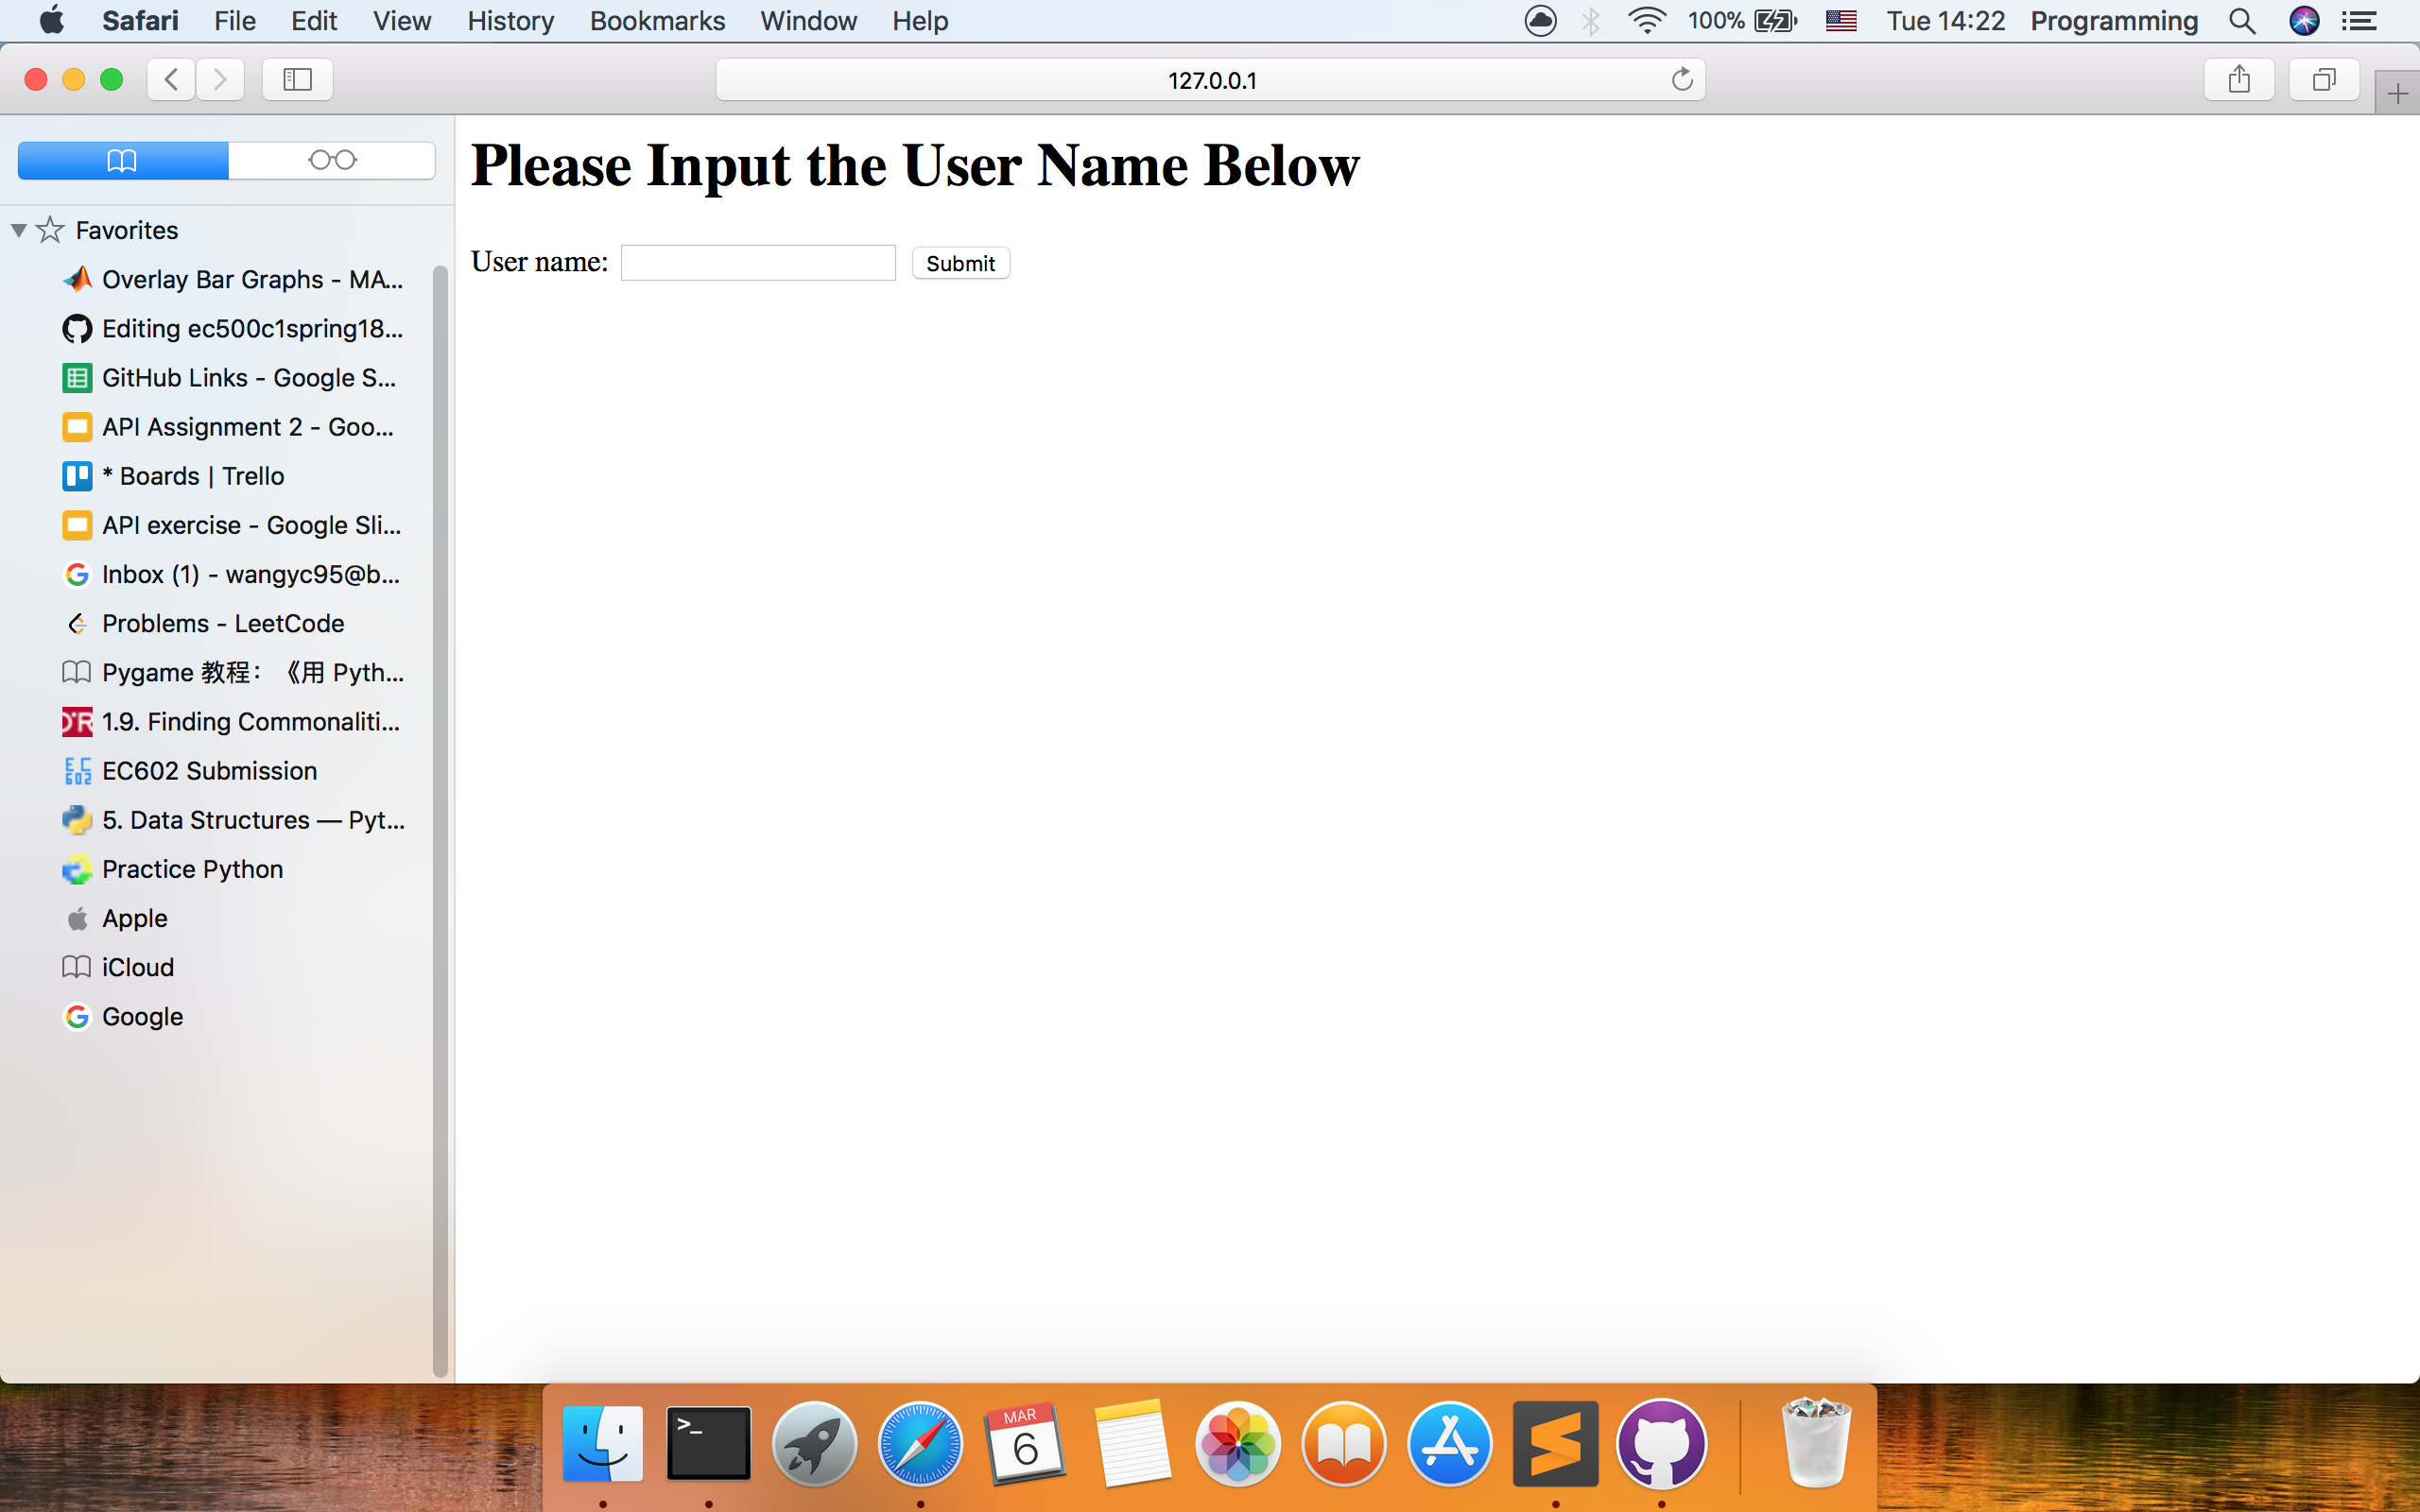 Safari File Edit View History Bookmarks Window Help 100% Tue 14:22 Programming
127.0.0.1
Favorites
Overlay Bar Graphs - MA...
Editing ec500c1spring18...
GitHub Links - Google S...
API Assignment 2 - Goo...
* Boards | Trello
API exercise - Google Sli...
Inbox (1) - wangyc95@b...
Problems - LeetCode
Pygame 教程：《用 Pyth...
1.9. Finding Commonaliti...
EC602 Submission
5. Data Structures — Pyt...
Practice Python
Apple
iCloud
Google
Please Input the User Name Below
User name: Submit
>_
MAR
6